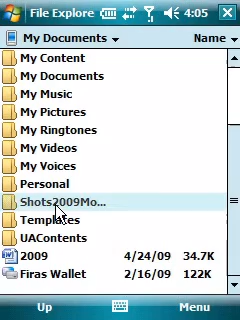 File Explore 4:05
My Documents Name
My Content
My Documents
My Music
My Pictures
My Ringtones
My Videos
My Voices
Personal
Shots2009Mo...
Templates
UAContents
2009 4/24/09 34.7K
Firas Wallet 2/16/09 122K
Up Menu